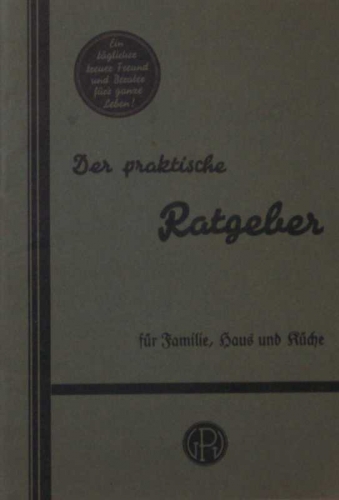 Ein
täglicher
treuer Freund
und Berater
fürs ganze
Leben!
Der praktische
Ratgeber
für Familie, Haus und Küche